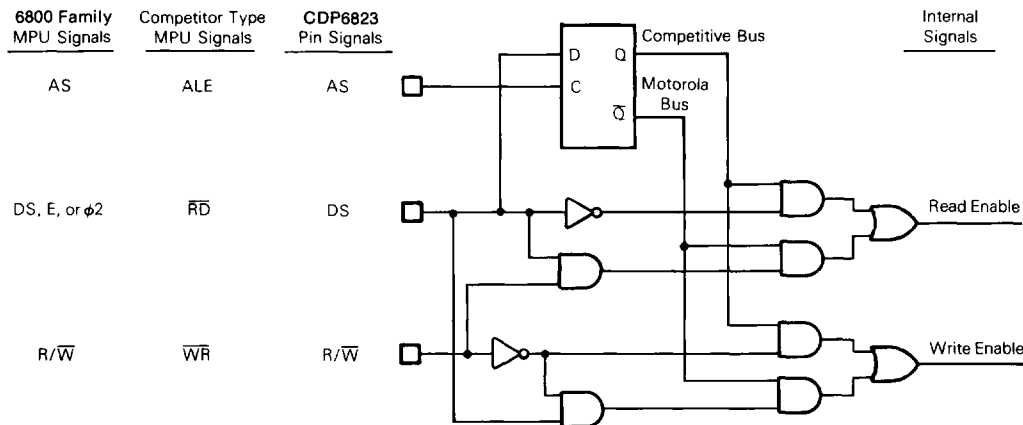 6800 Family
MPU Signals
Competitor Type
MPU Signals
CDP6823
Pin Signals
Internal
Signals
AS
ALE
AS
D
C
Q
Q̅
Competitive Bus
Motorola
Bus
DS, E, or ϕ2
R̅D̅
DS
Read Enable
R/W̅
W̅R̅
R/W̅
Write Enable